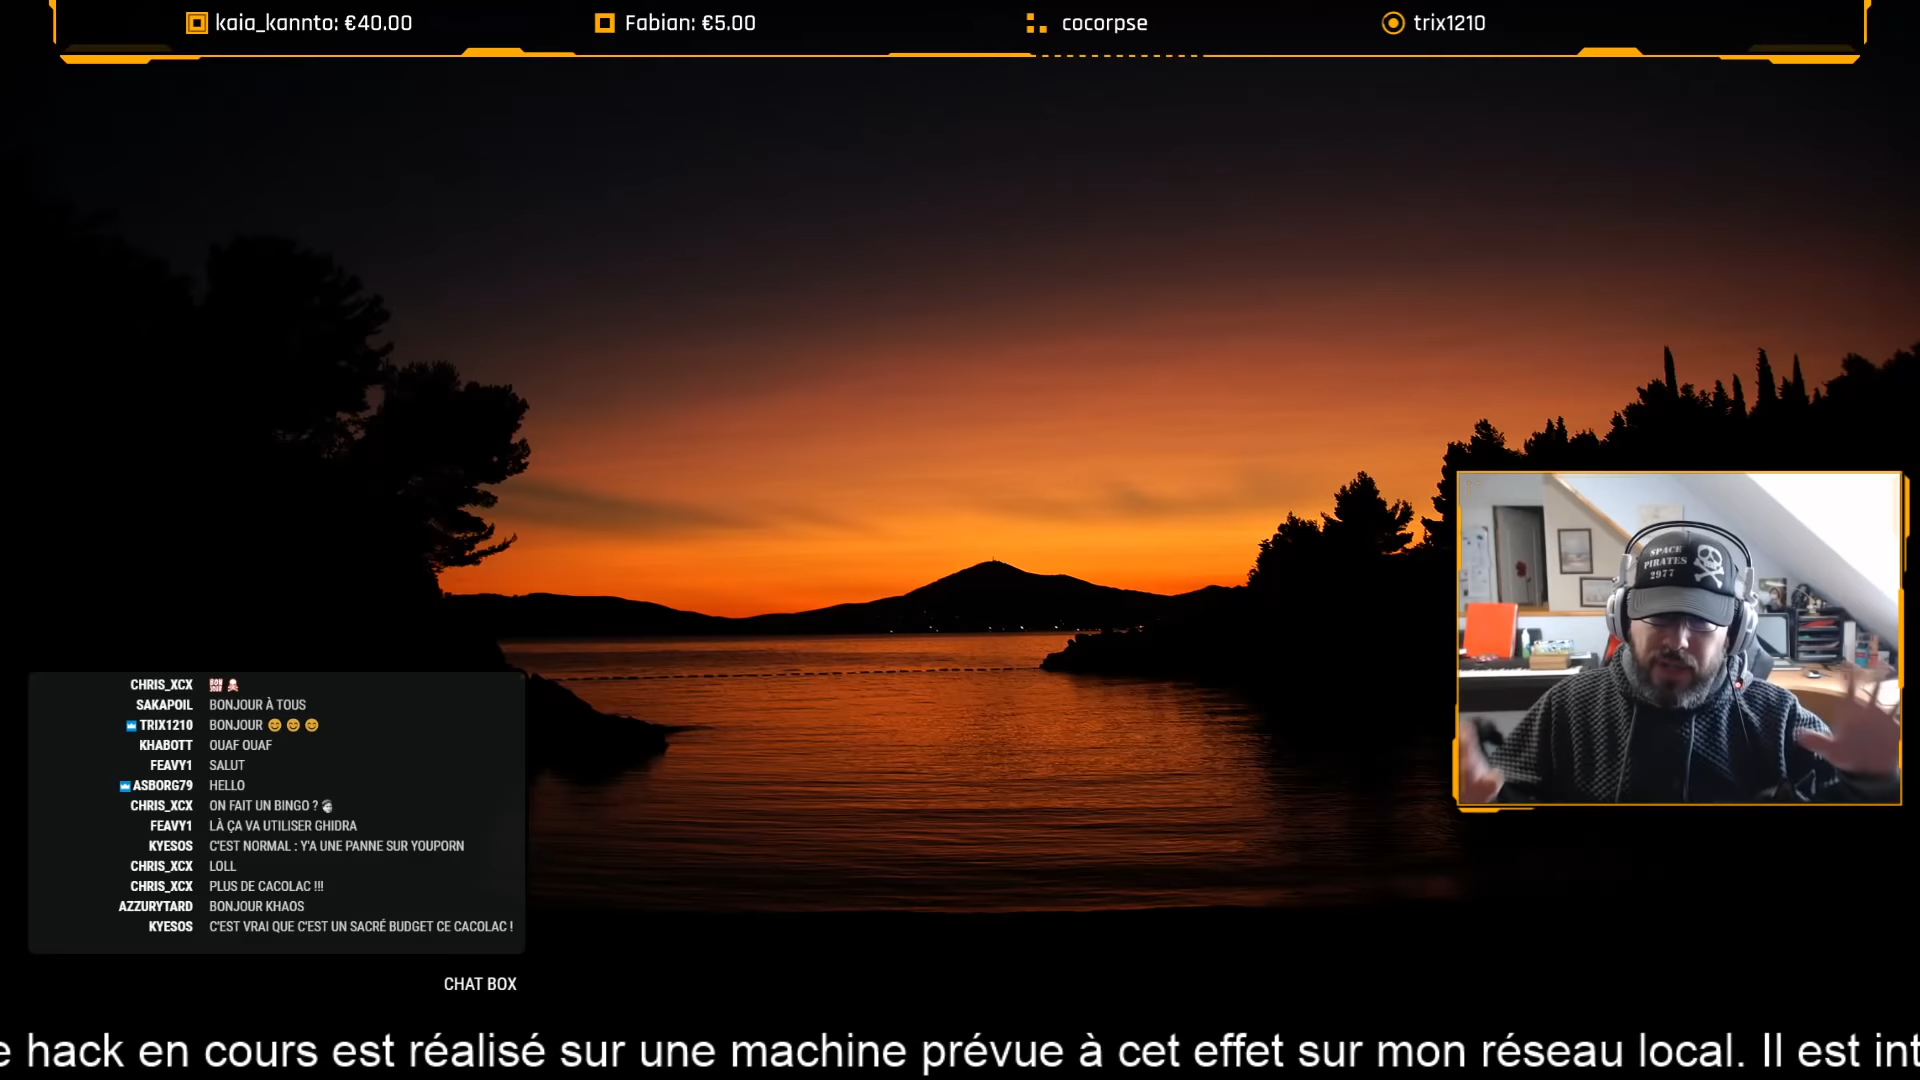 kaia_kannto: €40.00
Fabian: €5.00
cocorpse
trix1210
SPACE
PIRATES
2977
CHRIS_XCX
SAKAPOIL BONJOUR À TOUS
TRIX1210 BONJOUR 😊 😊 😊
KHABOTT OUAF OUAF
FEAVY1 SALUT
ASBORG79 HELLO
CHRIS_XCX ON FAIT UN BINGO ?
FEAVY1 LÀ ÇA VA UTILISER GHIDRA
KYESOS C'EST NORMAL : Y'A UNE PANNE SUR YOUPORN
CHRIS_XCX LOLL
CHRIS_XCX PLUS DE CACOLAC !!!
AZZURYTARD BONJOUR KHAOS
KYESOS C'EST VRAI QUE C'EST UN SACRÉ BUDGET CE CACOLAC !
CHAT BOX
e hack en cours est réalisé sur une machine prévue à cet effet sur mon réseau local. Il est int